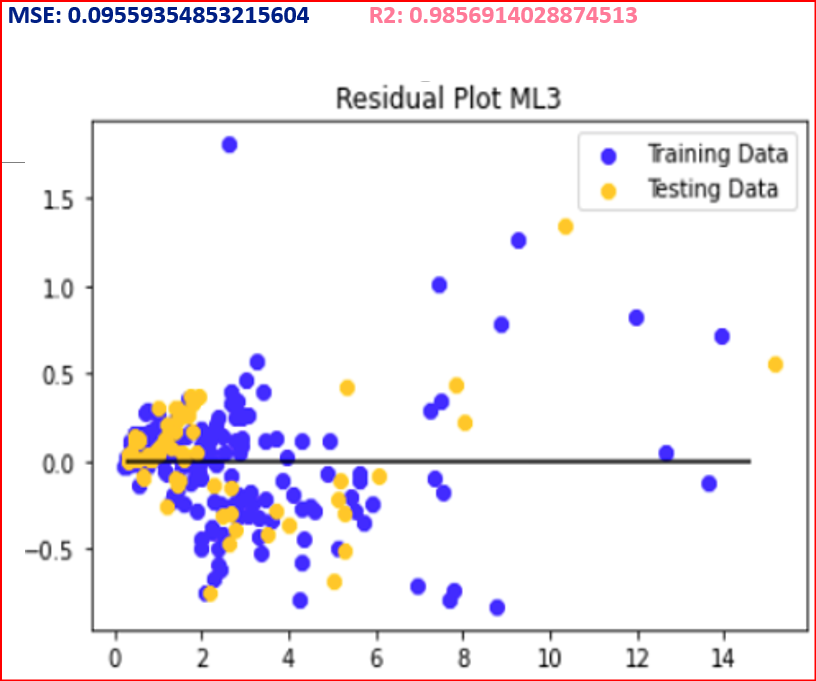 MSE: 0.09559354853215604 R2: 0.9856914028874513
Residual Plot ML3
Training Data
Testing Data
1.5
1.0
0.5
0.0
−0.5
0 2 4 6 8 10 12 14